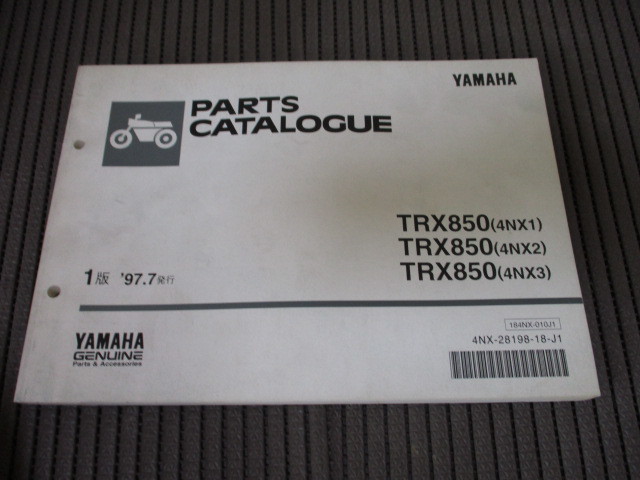 YAMAHA
PARTS
CATALOGUE
TRX850(4NX1)
TRX850(4NX2)
TRX850(4NX3)
1版 '97.7発行
184NX-010J1
4NX-28198-18-J1
YAMAHA
GENUINE
Parts & Accessories